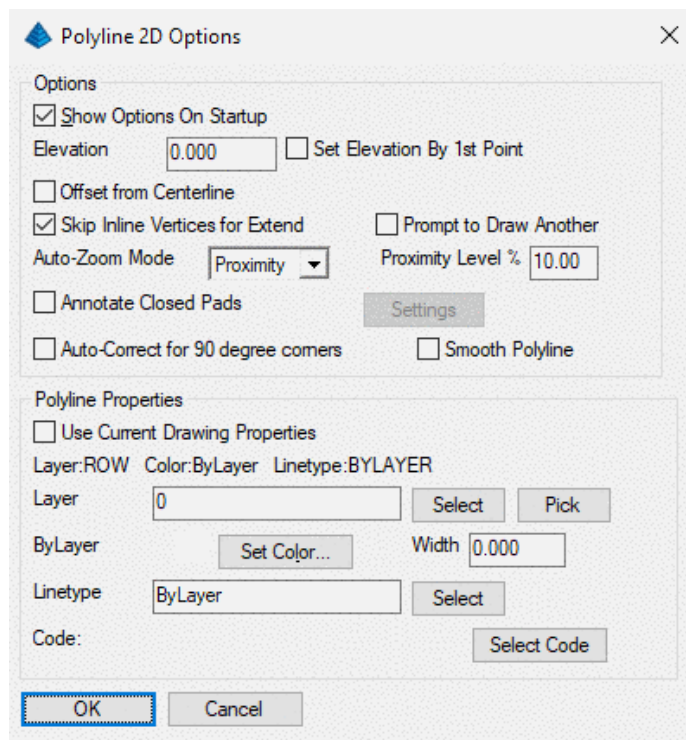 Polyline 2D Options
Options
Show Options On Startup
Elevation 0.000 Set Elevation By 1st Point
Offset from Centerline
Skip Inline Vertices for Extend Prompt to Draw Another
Auto-Zoom Mode Proximity Proximity Level % 10.00
Annotate Closed Pads Settings
Auto-Correct for 90 degree corners Smooth Polyline
Polyline Properties
Use Current Drawing Properties
Layer:ROW Color:ByLayer Linetype:BYLAYER
Layer 0 Select Pick
ByLayer Set Color... Width 0.000
Linetype ByLayer Select
Code: Select Code
OK Cancel